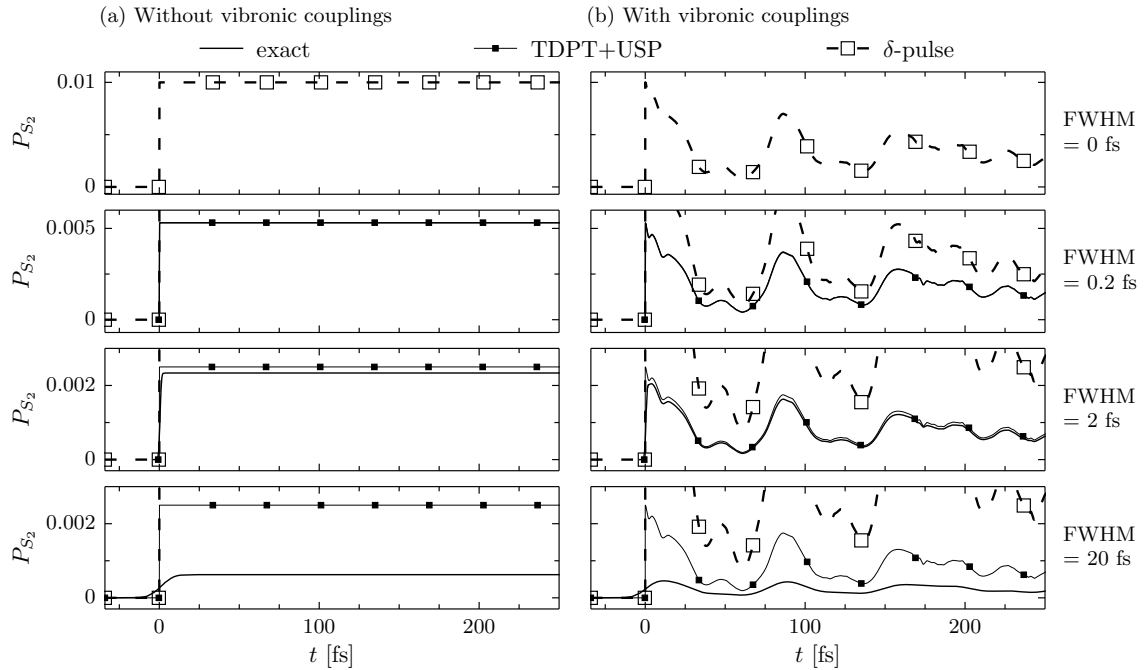 (a) Without vibronic couplings
(b) With vibronic couplings
exact
TDPT+USP
δ-pulse
0.01
0
P_{S_2}
FWHM
= 0 fs
0.005
0
P_{S_2}
FWHM
= 0.2 fs
0.002
0
P_{S_2}
FWHM
= 2 fs
0.002
0
P_{S_2}
FWHM
= 20 fs
0 100 200
0 100 200
t [fs]
t [fs]